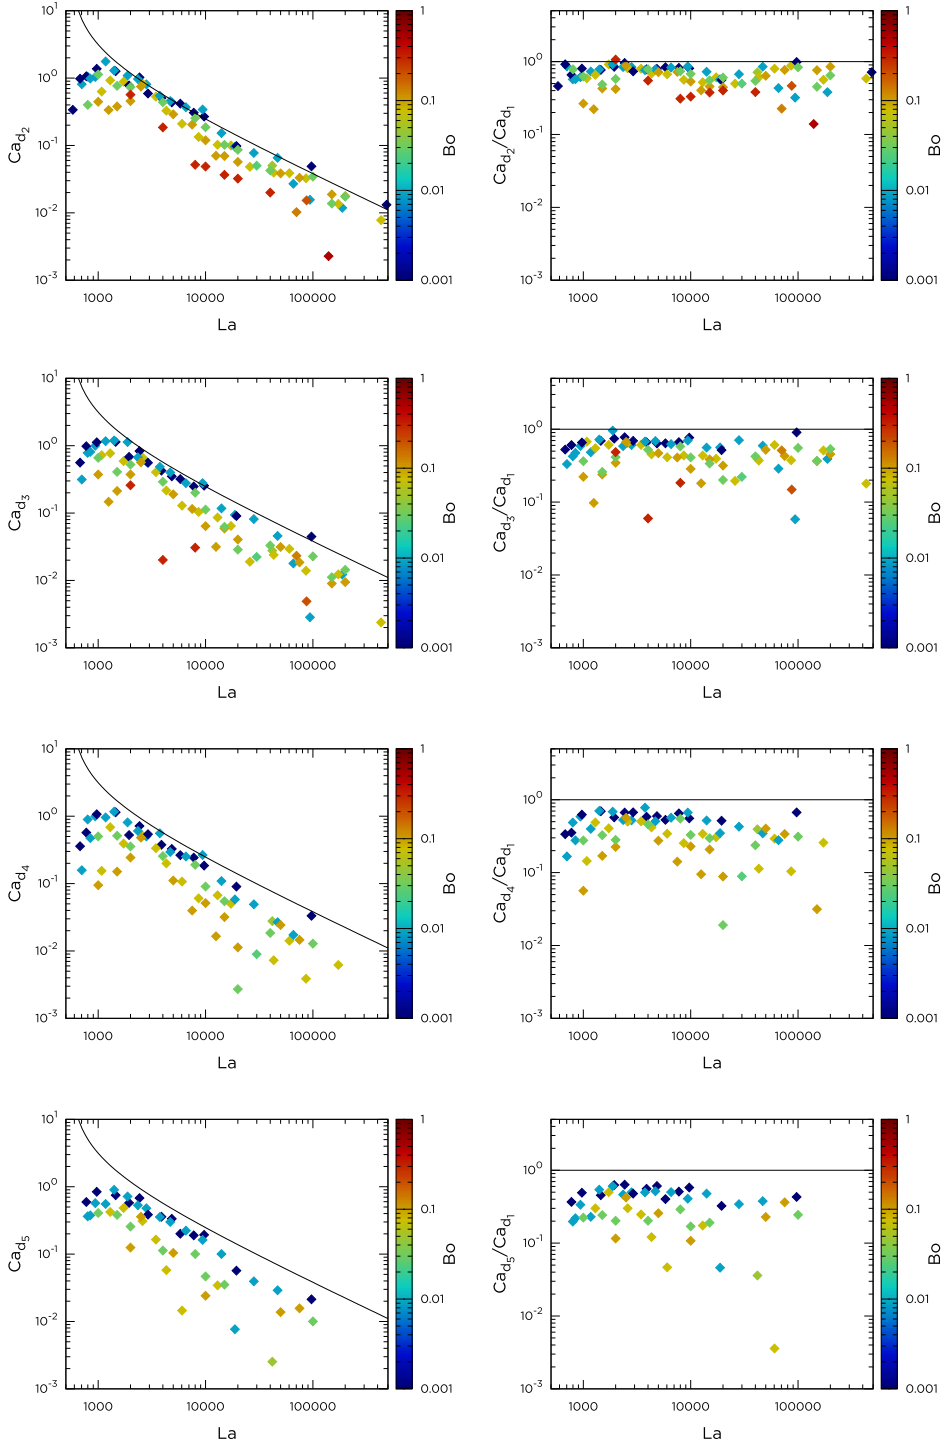 10¹ 10⁰ 10⁻¹ 10⁻² 10⁻³
Ca_d₂
1000 10000 100000
La
1 0.1 0.01 0.001
Bo
10⁰ 10⁻¹ 10⁻² 10⁻³
Ca_d₂/Ca_d₁
1000 10000 100000
La
1 0.1 0.01 0.001
Bo
10¹ 10⁰ 10⁻¹ 10⁻² 10⁻³
Ca_d₃
1000 10000 100000
La
1 0.1 0.01 0.001
Bo
10⁰ 10⁻¹ 10⁻² 10⁻³
Ca_d₃/Ca_d₁
1000 10000 100000
La
1 0.1 0.01 0.001
Bo
10¹ 10⁰ 10⁻¹ 10⁻² 10⁻³
Ca_d₄
1000 10000 100000
La
1 0.1 0.01 0.001
Bo
10⁰ 10⁻¹ 10⁻² 10⁻³
Ca_d₄/Ca_d₁
1000 10000 100000
La
1 0.1 0.01 0.001
Bo
10¹ 10⁰ 10⁻¹ 10⁻² 10⁻³
Ca_d₅
1000 10000 100000
La
1 0.1 0.01 0.001
Bo
10⁰ 10⁻¹ 10⁻² 10⁻³
Ca_d₅/Ca_d₁
1000 10000 100000
La
1 0.1 0.01 0.001
Bo